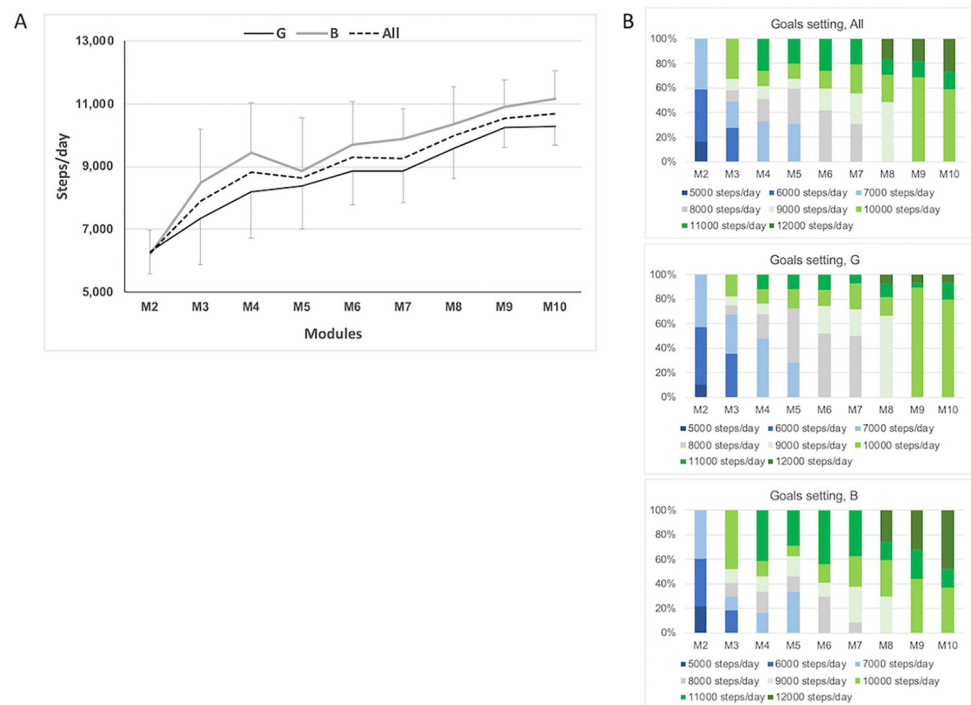 A
G B All
13,000
11,000
9,000
7,000
5,000
Steps/day
M2 M3 M4 M5 M6 M7 M8 M9 M10
Modules
B
Goals setting, All
100%
80%
60%
40%
20%
0%
M2 M3 M4 M5 M6 M7 M8 M9 M10
5000 steps/day 6000 steps/day 7000 steps/day
8000 steps/day 9000 steps/day 10000 steps/day
11000 steps/day 12000 steps/day
Goals setting, G
100%
80%
60%
40%
20%
0%
M2 M3 M4 M5 M6 M7 M8 M9 M10
5000 steps/day 6000 steps/day 7000 steps/day
8000 steps/day 9000 steps/day 10000 steps/day
11000 steps/day 12000 steps/day
Goals setting, B
100%
80%
60%
40%
20%
0%
M2 M3 M4 M5 M6 M7 M8 M9 M10
5000 steps/day 6000 steps/day 7000 steps/day
8000 steps/day 9000 steps/day 10000 steps/day
11000 steps/day 12000 steps/day